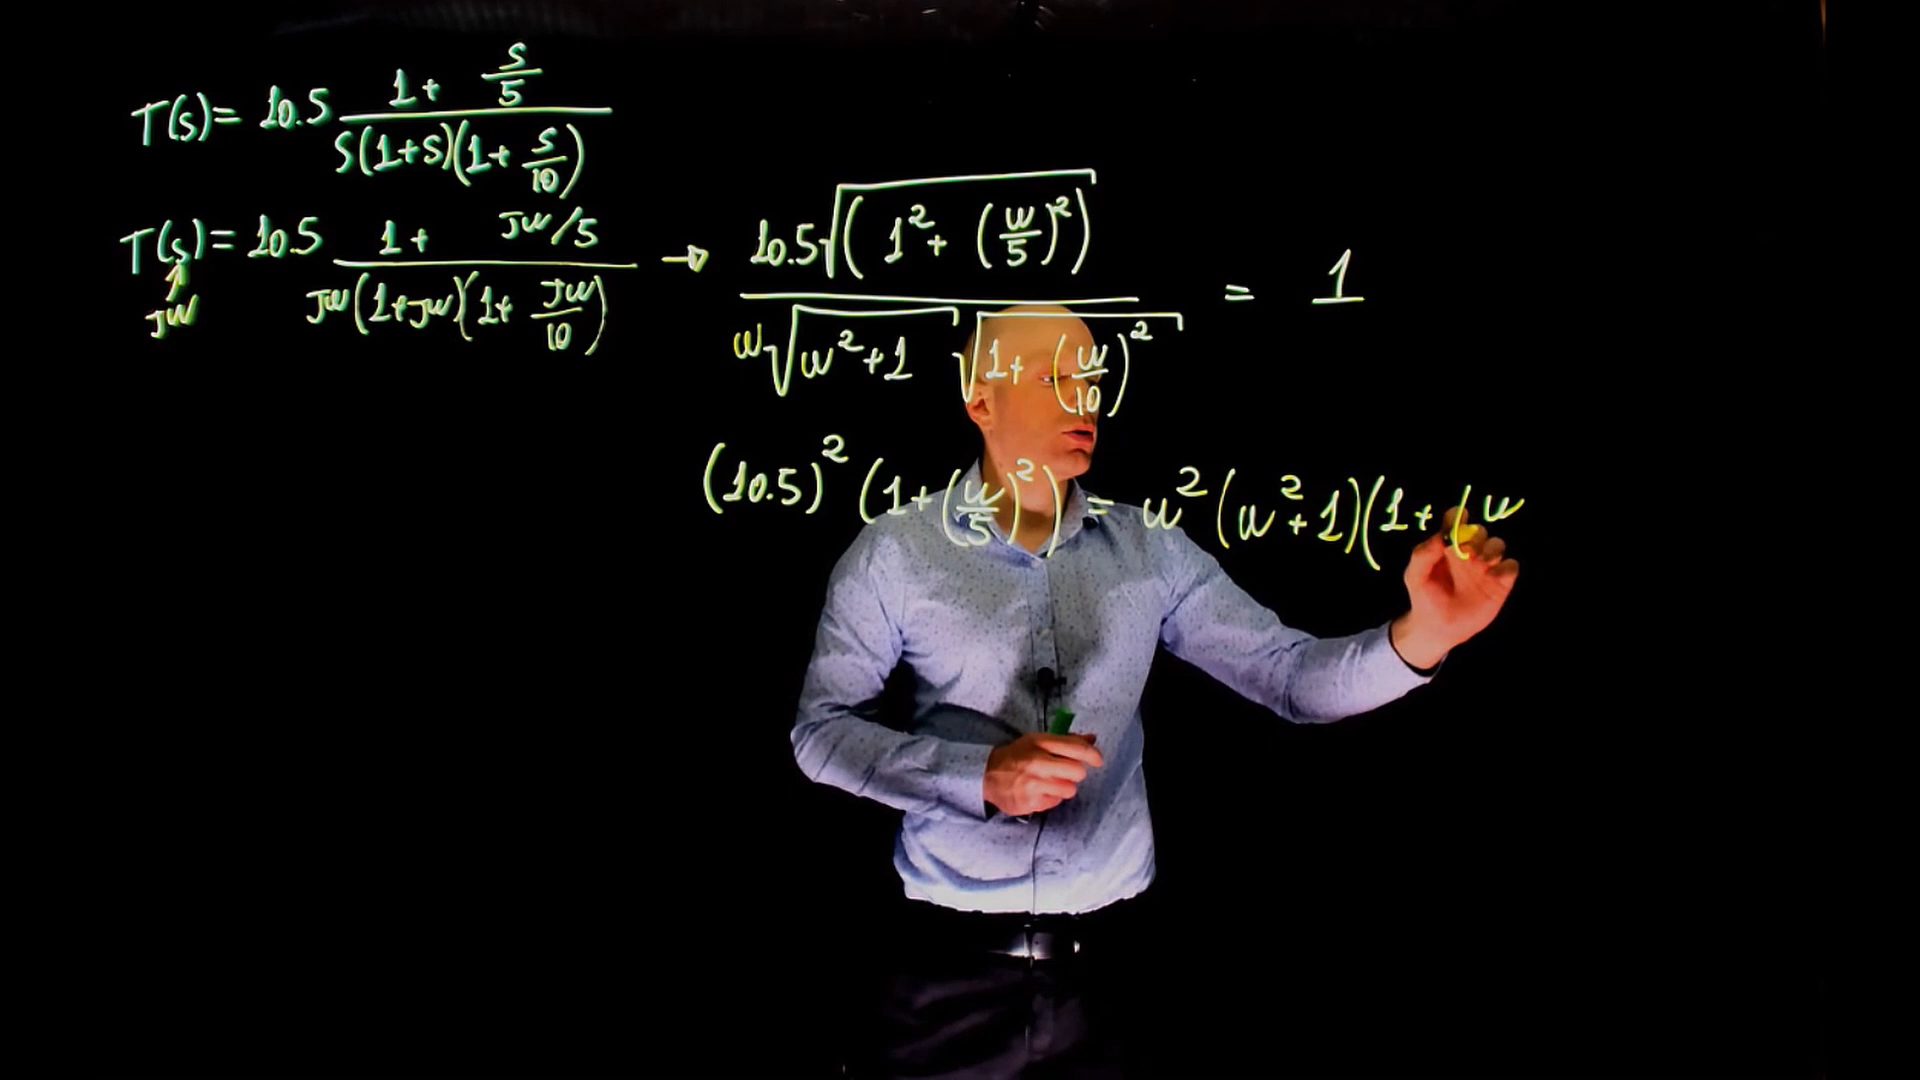 T(s) = 10.5 (1 + s/5) / (s(1+s)(1 + s/10))
T(s) = 10.5 (1 + jw/5) / (jw(1+jw)(1 + jw/10)) → 10.5√((1² + (w/5)²)) / (w√(w²+1) √(1 + (w/10)²)) = 1
jw
(10.5)² (1 + (w/5)²) = w² (w² + 1)(1 + (w